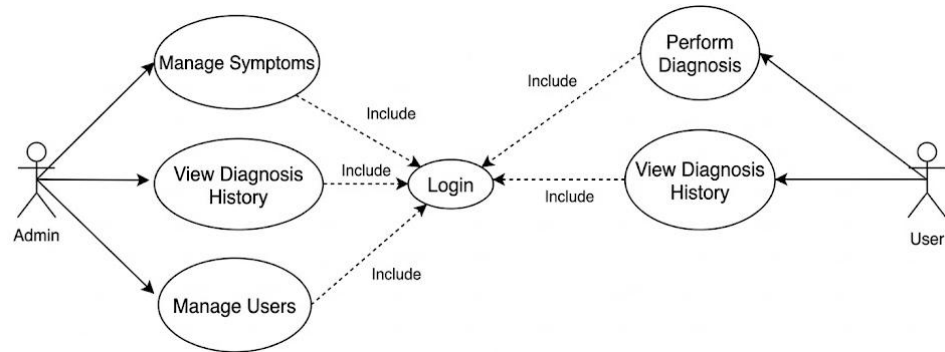 Manage Symptoms
Perform
Diagnosis
Include
Include
Admin
View Diagnosis
History
Include
Login
Include
View Diagnosis
History
User
Manage Users
Include